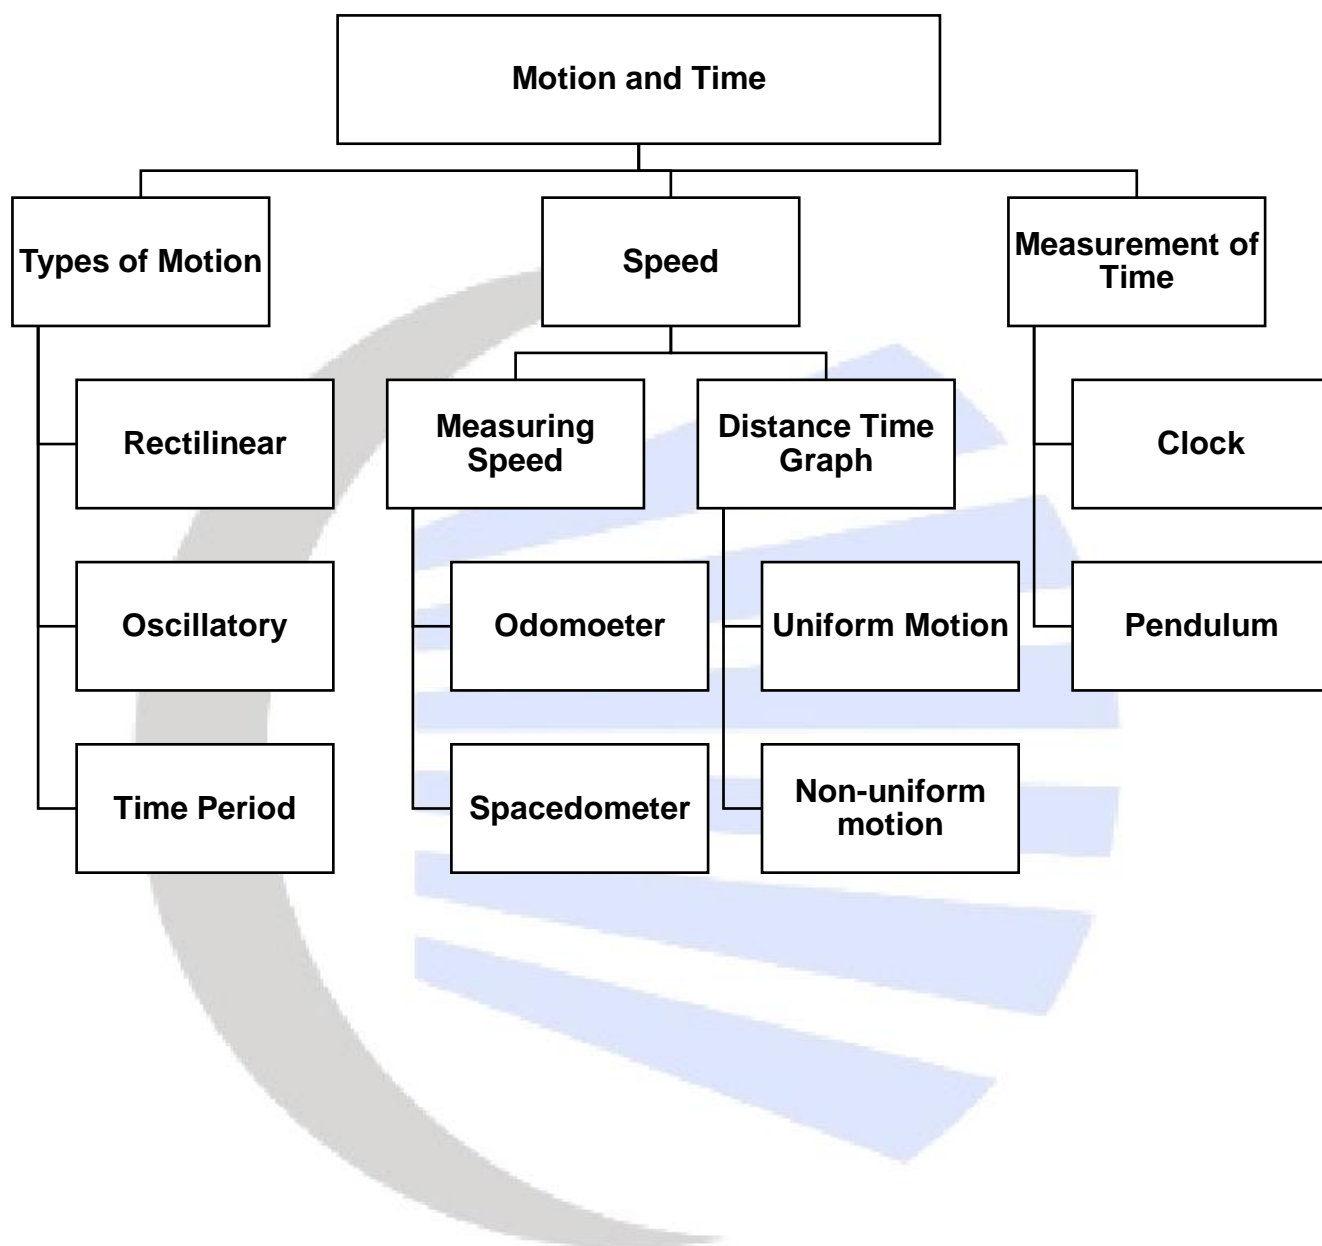 Motion and Time
Types of Motion
Speed
Measurement of
Time
Rectilinear
Measuring
Speed
Distance Time
Graph
Clock
Oscillatory
Odomoeter
Uniform Motion
Pendulum
Time Period
Spacedometer
Non-uniform
motion